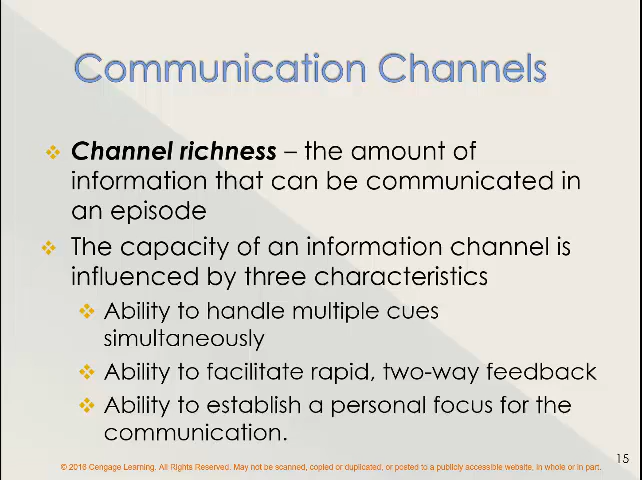 Communication Channels
Channel richness – the amount of
information that can be communicated in
an episode
The capacity of an information channel is
influenced by three characteristics
Ability to handle multiple cues
simultaneously
Ability to facilitate rapid, two-way feedback
Ability to establish a personal focus for the
communication.
15
© 2016 Cengage Learning. All Rights Reserved. May not be scanned, copied or duplicated, or posted to a publicly accessible website, in whole or in part.